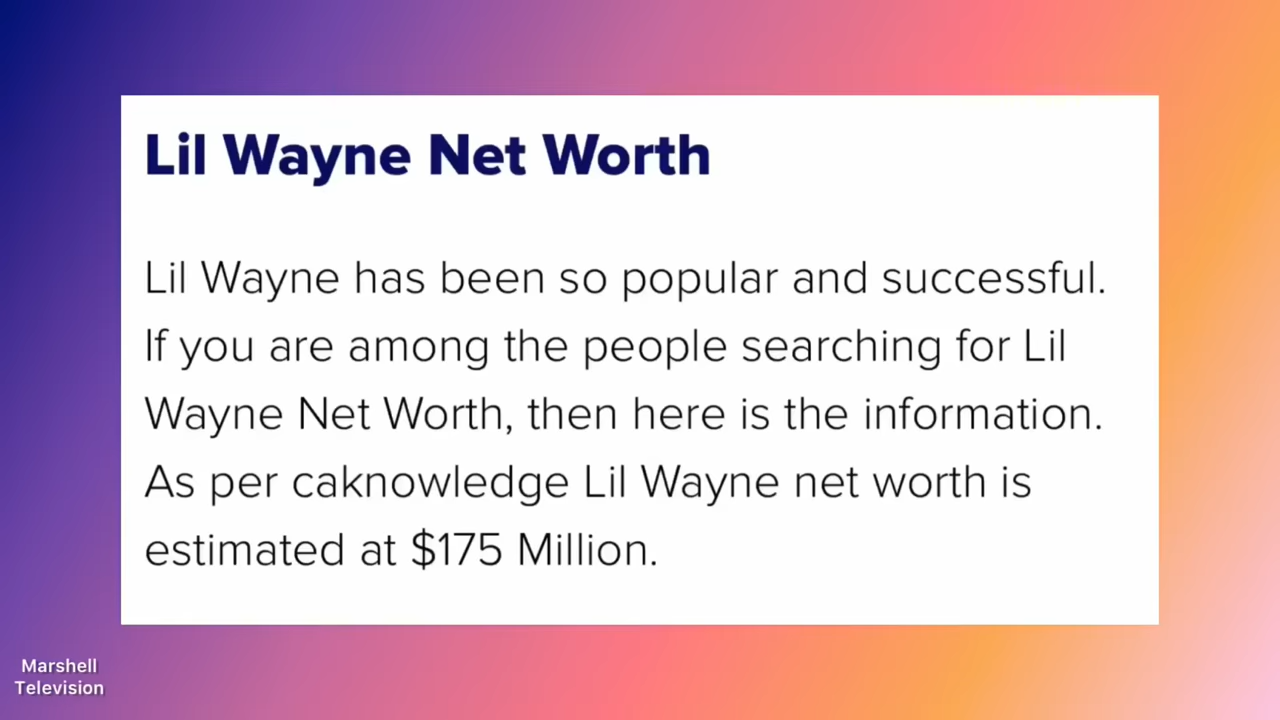 Lil Wayne Net Worth
Lil Wayne has been so popular and successful.
If you are among the people searching for Lil
Wayne Net Worth, then here is the information.
As per caknowledge Lil Wayne net worth is
estimated at $175 Million.
Marshell
Television